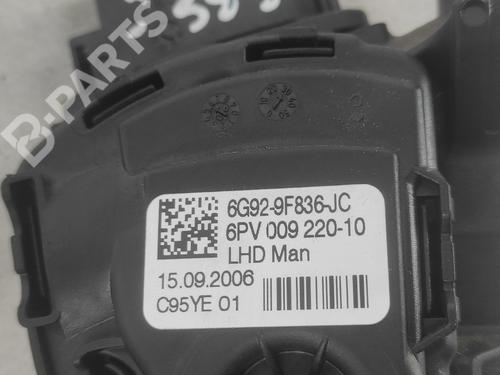 B-PARTS
6G92-9F836-JC
6PV 009 220-10
LHD Man
15.09.2006
C95YE 01